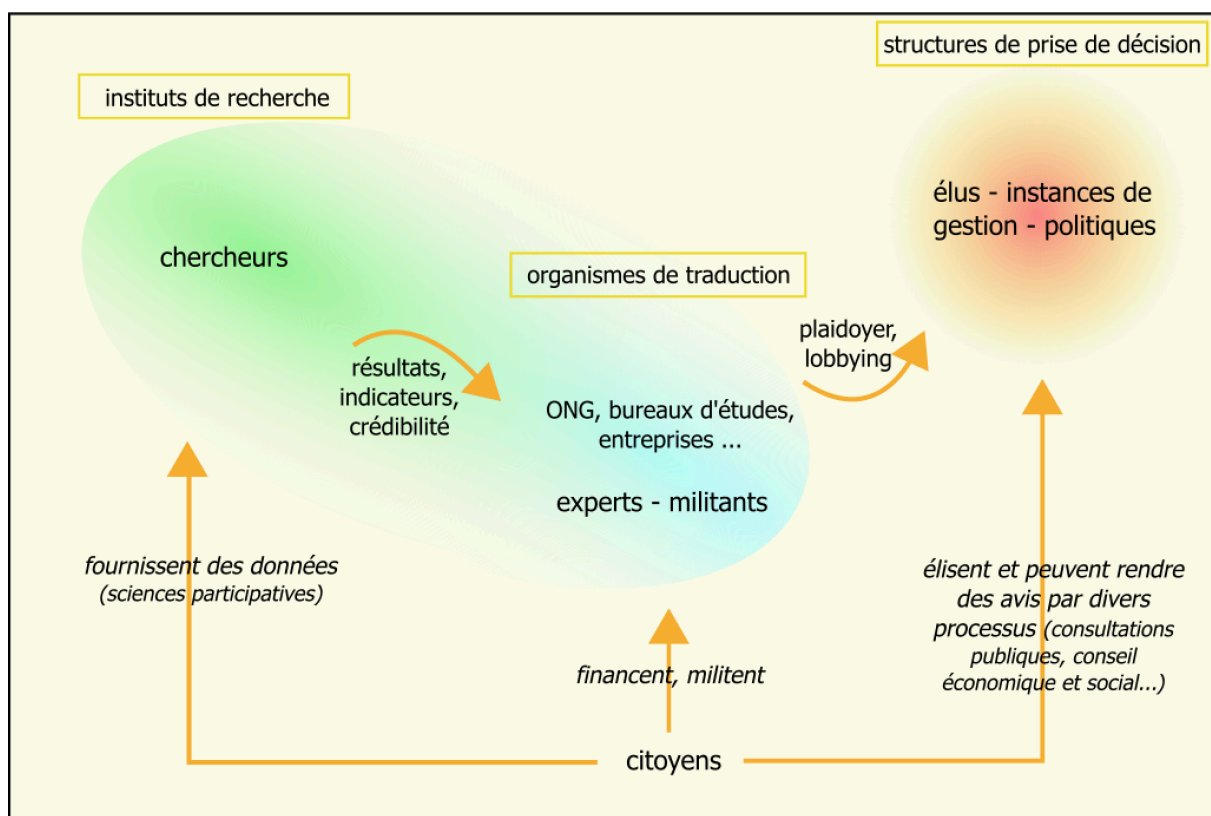 structures de prise de décision
instituts de recherche
élus - instances de
gestion - politiques
chercheurs
organismes de traduction
plaidoyer,
lobbying
résultats,
indicateurs,
crédibilité
ONG, bureaux d'études,
entreprises ...
experts - militants
fournissent des données
(sciences participatives)
élisent et peuvent rendre
des avis par divers
processus (consultations
publiques, conseil
économique et social...)
financent, militent
citoyens